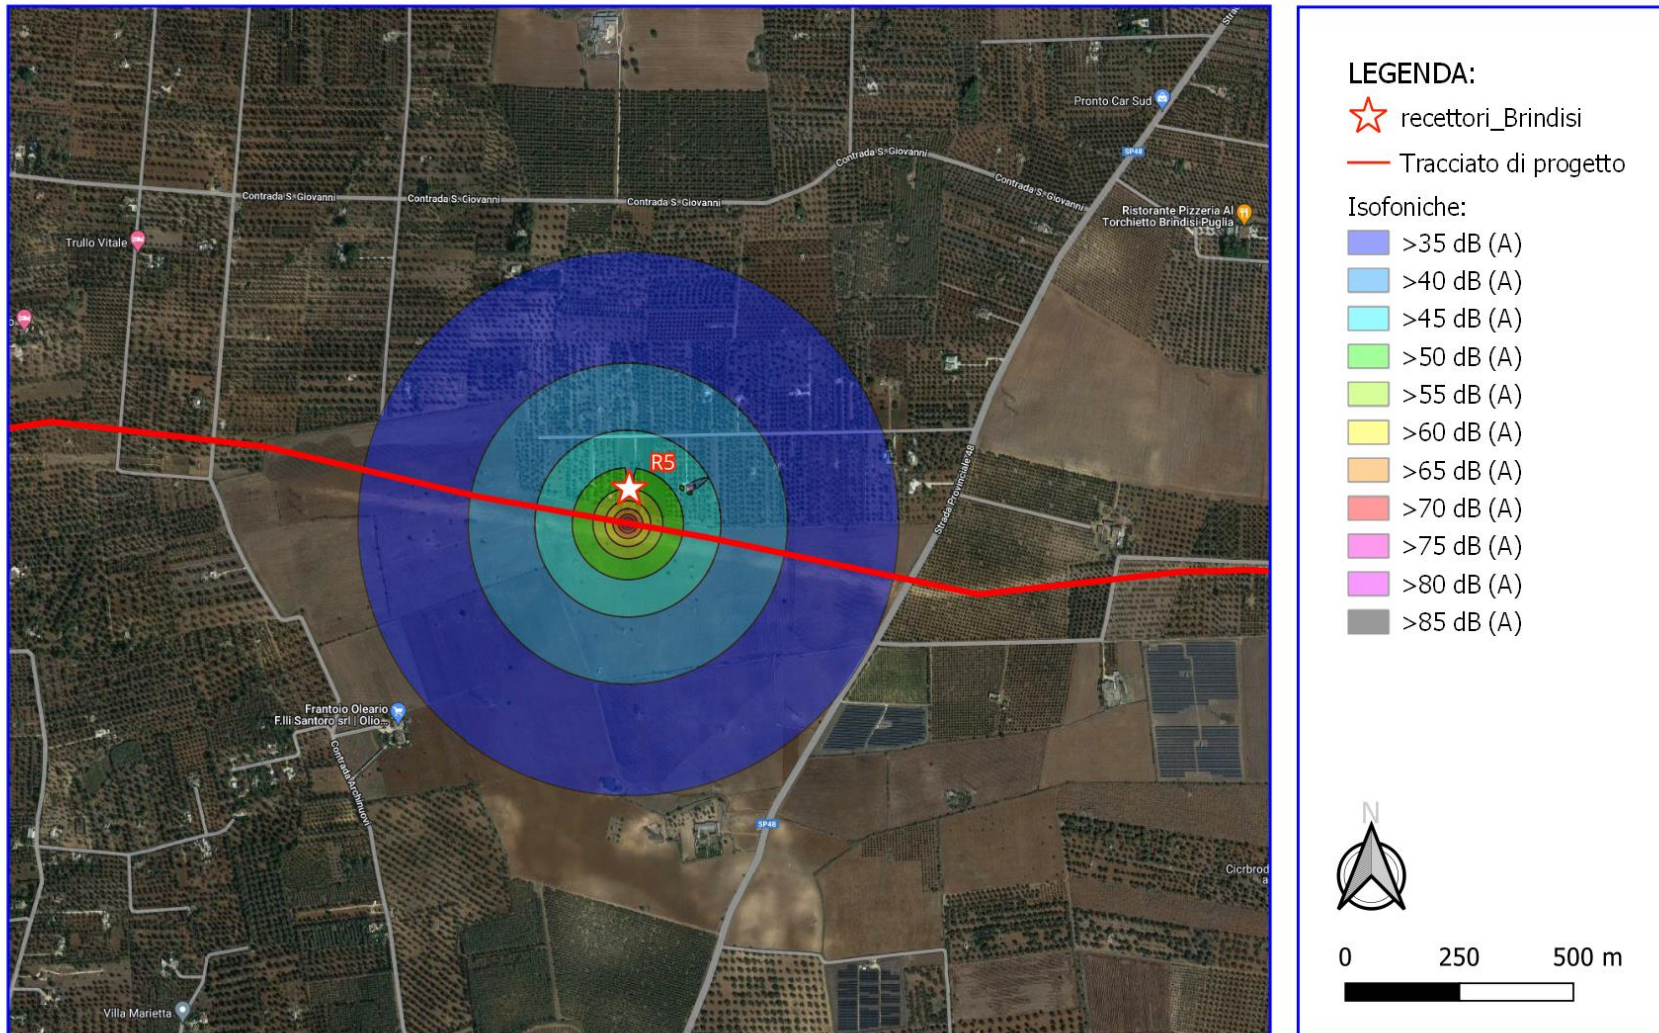 Pronto Car Sud
SP48
Contrada S. Giovanni
Contrada S. Giovanni
Contrada S. Giovanni
Contrada S. Giovanni
Contrada S. Giovanni
Ristorante Pizzeria Al
Torchietto Brindisi Puglia
Trullo Vitale
R5
Strada Provinciale 48
Frantoio Oleario
F.lli Santoro srl | Olio...
Contrada Archinuovi
SP48
Villa Marietta
LEGENDA:
recettori_Brindisi
Tracciato di progetto
Isofoniche:
>35 dB (A)
>40 dB (A)
>45 dB (A)
>50 dB (A)
>55 dB (A)
>60 dB (A)
>65 dB (A)
>70 dB (A)
>75 dB (A)
>80 dB (A)
>85 dB (A)
N
0 250 500 m